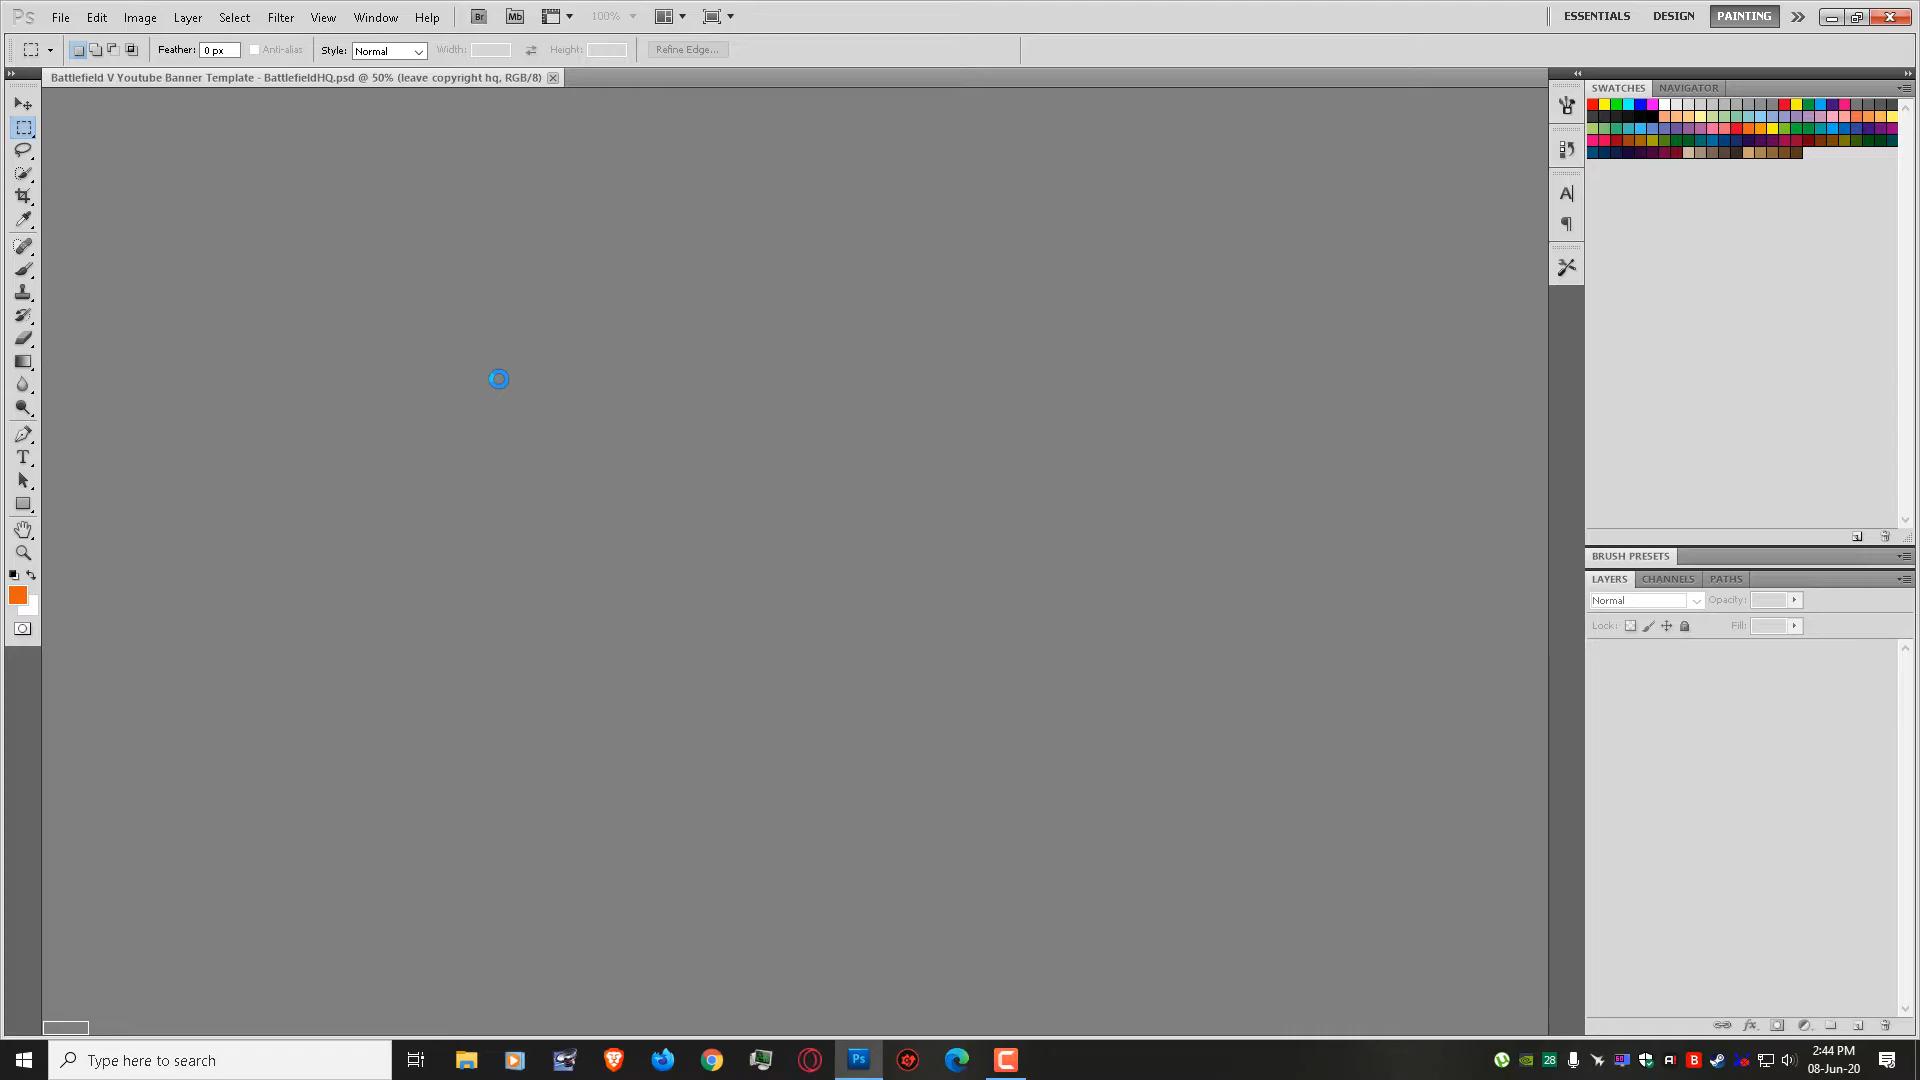 Ps File Edit Image Layer Select Filter View Window Help Br Mb 100% ESSENTIALS DESIGN PAINTING
Feather: 0 px Anti-alias Style: Normal Width: Height: Refine Edge...
Battlefield V Youtube Banner Template - BattlefieldHQ.psd @ 50% (leave copyright hq, RGB/8)
SWATCHES NAVIGATOR
BRUSH PRESETS
LAYERS CHANNELS PATHS
Normal Opacity:
Lock: Fill:
Type here to search
Ps
28
2:44 PM
08-Jun-20